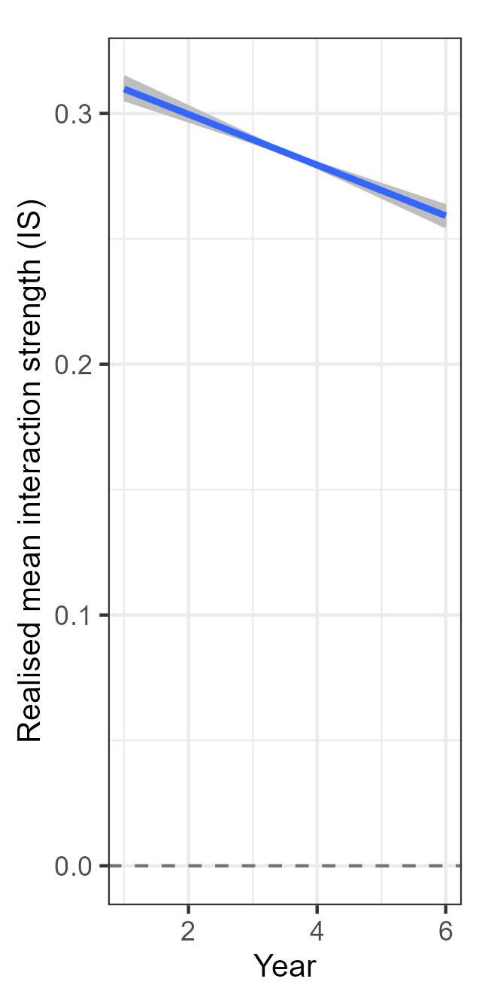 Realised mean interaction strength (IS)
0.3
0.2
0.1
0.0
2 4 6
Year